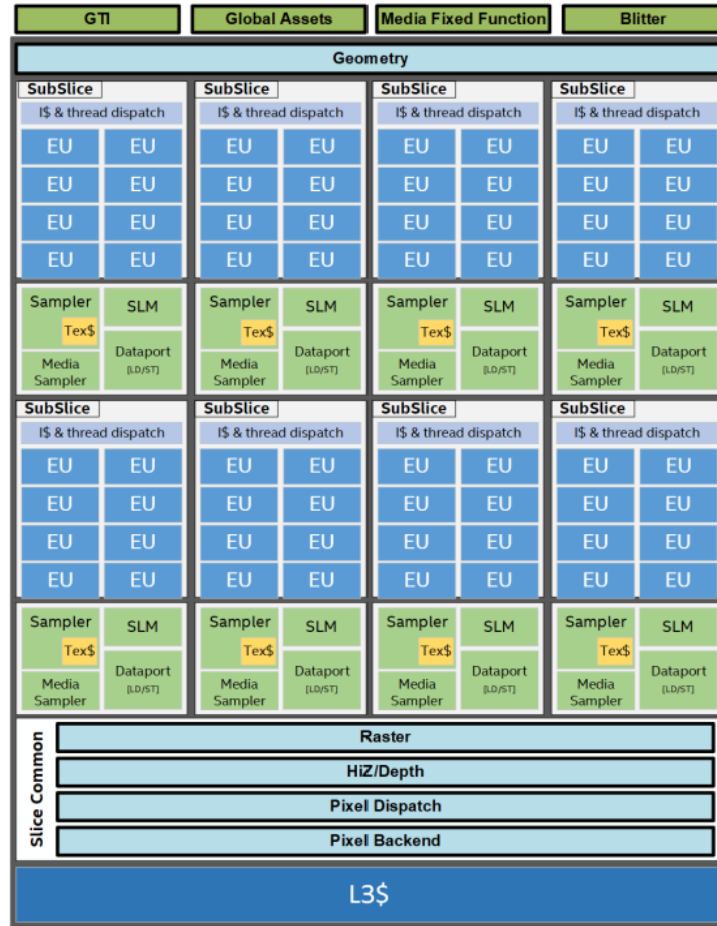 GTI Global Assets Media Fixed Function Blitter
Geometry
SubSlice SubSlice SubSlice SubSlice
I$ & thread dispatch I$ & thread dispatch I$ & thread dispatch I$ & thread dispatch
EU EU EU EU EU EU EU EU
EU EU EU EU EU EU EU EU
EU EU EU EU EU EU EU EU
EU EU EU EU EU EU EU EU
Sampler SLM Sampler SLM Sampler SLM Sampler SLM
Tex$ Tex$ Tex$ Tex$
Dataport Dataport Dataport Dataport
Media [LD/ST] Media [LD/ST] Media [LD/ST] Media [LD/ST]
Sampler Sampler Sampler Sampler
SubSlice SubSlice SubSlice SubSlice
I$ & thread dispatch I$ & thread dispatch I$ & thread dispatch I$ & thread dispatch
EU EU EU EU EU EU EU EU
EU EU EU EU EU EU EU EU
EU EU EU EU EU EU EU EU
EU EU EU EU EU EU EU EU
Sampler SLM Sampler SLM Sampler SLM Sampler SLM
Tex$ Tex$ Tex$ Tex$
Dataport Dataport Dataport Dataport
Media [LD/ST] Media [LD/ST] Media [LD/ST] Media [LD/ST]
Sampler Sampler Sampler Sampler
Slice Common
Raster
HiZ/Depth
Pixel Dispatch
Pixel Backend
L3$